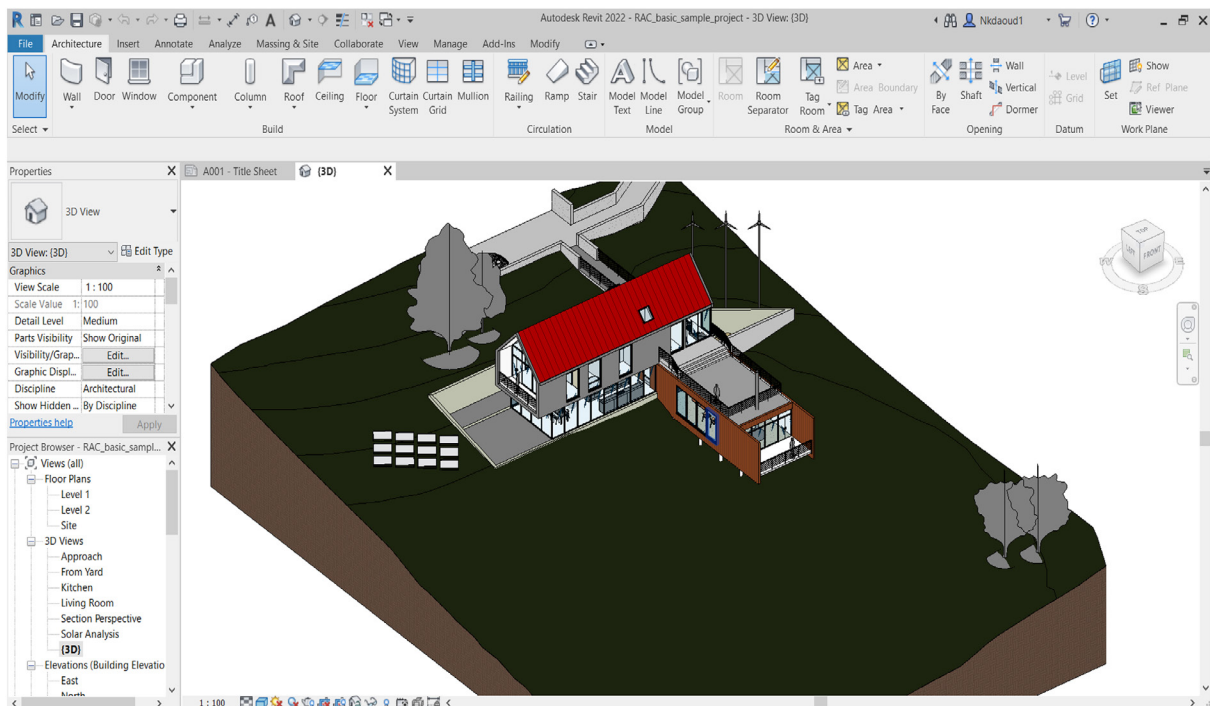 Autodesk Revit 2022 - RAC_basic_sample_project - 3D View: {3D}
Nkdaoud1
File Architecture Insert Annotate Analyze Massing & Site Collaborate View Manage Add-Ins Modify
Modify Wall Door Window Component Column Roof Ceiling Floor Curtain System Curtain Grid Mullion Railing Ramp Stair Model Text Model Line Model Group Room Room Separator Tag Room
Area
Area Boundary
Tag Area
By Face Shaft
Wall
Vertical
Dormer
Level
Grid
Set
Show
Ref Plane
Viewer
Select Build Circulation Model Room & Area Opening Datum Work Plane
Properties X
A001 - Title Sheet {3D} X
3D View
3D View: {3D} Edit Type
Graphics
View Scale 1 : 100
Scale Value 1: 100
Detail Level Medium
Parts Visibility Show Original
Visibility/Grap... Edit...
Graphic Displ... Edit...
Discipline Architectural
Show Hidden ... By Discipline
Properties help Apply
Project Browser - RAC_basic_sampl... X
Views (all)
Floor Plans
Level 1
Level 2
Site
3D Views
Approach
From Yard
Kitchen
Living Room
Section Perspective
Solar Analysis
{3D}
Elevations (Building Elevatio
East
North
TOP
LEFT FRONT
1 : 100